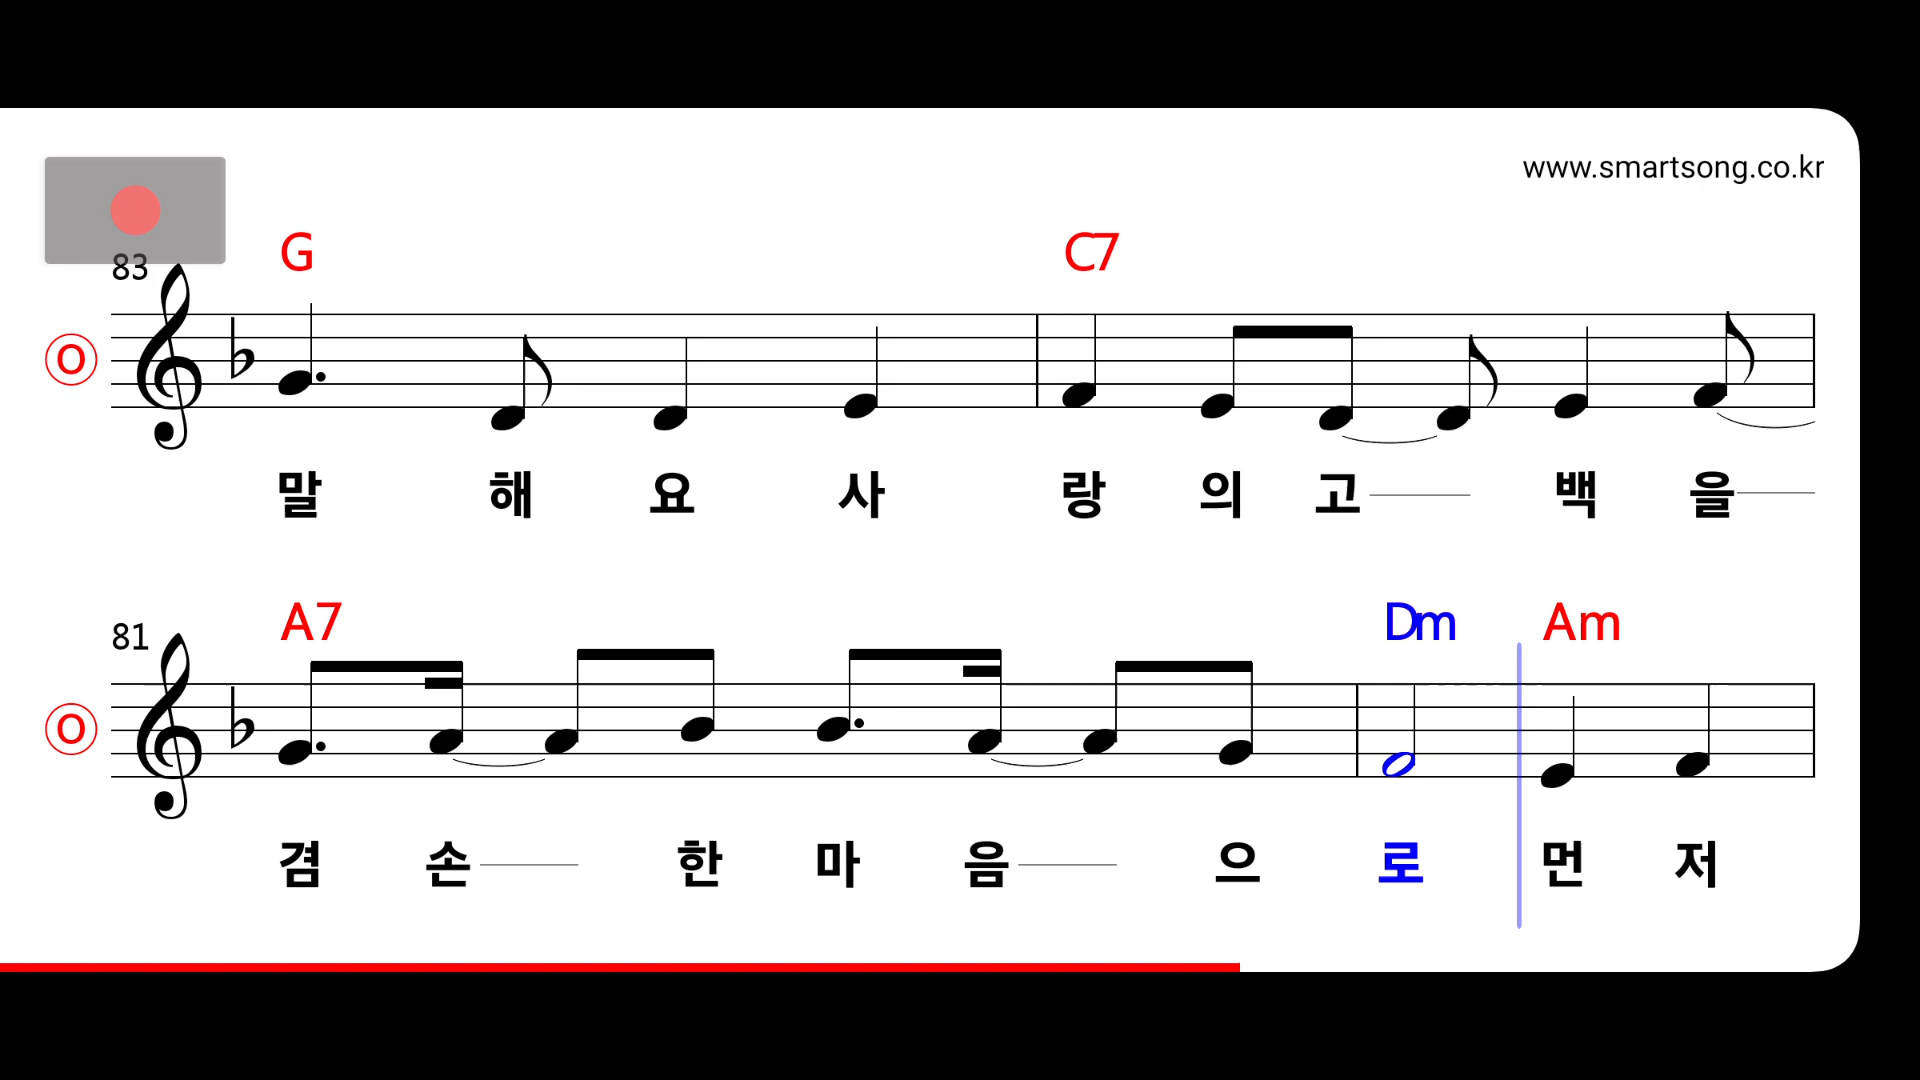 www.smartsong.co.kr
83 G C7
O
말 해 요 사 랑 의 고 백 을
81 A7 Dm Am
O
겸 손 한 마 음 으 로 먼 저